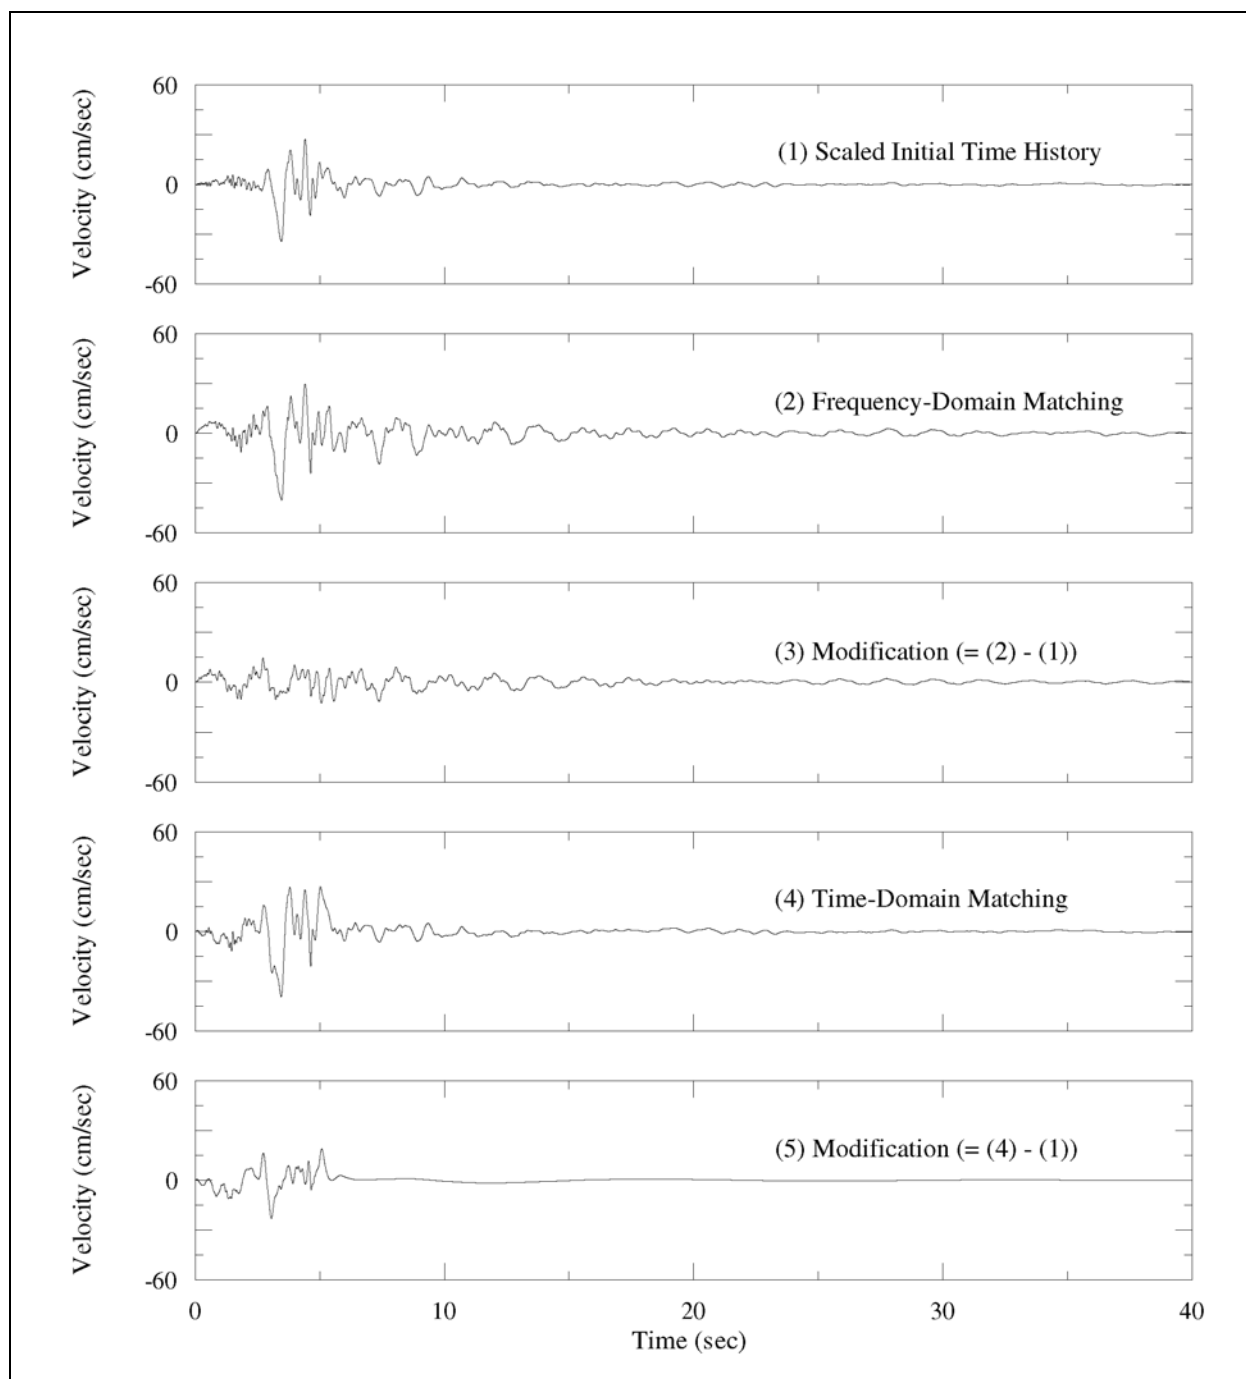 60
Velocity (cm/sec)
0
(1) Scaled Initial Time History
-60
60
Velocity (cm/sec)
0
(2) Frequency-Domain Matching
-60
60
Velocity (cm/sec)
0
(3) Modification (= (2) - (1))
-60
60
Velocity (cm/sec)
0
(4) Time-Domain Matching
-60
60
Velocity (cm/sec)
0
(5) Modification (= (4) - (1))
-60
0 10 20 30 40
Time (sec)